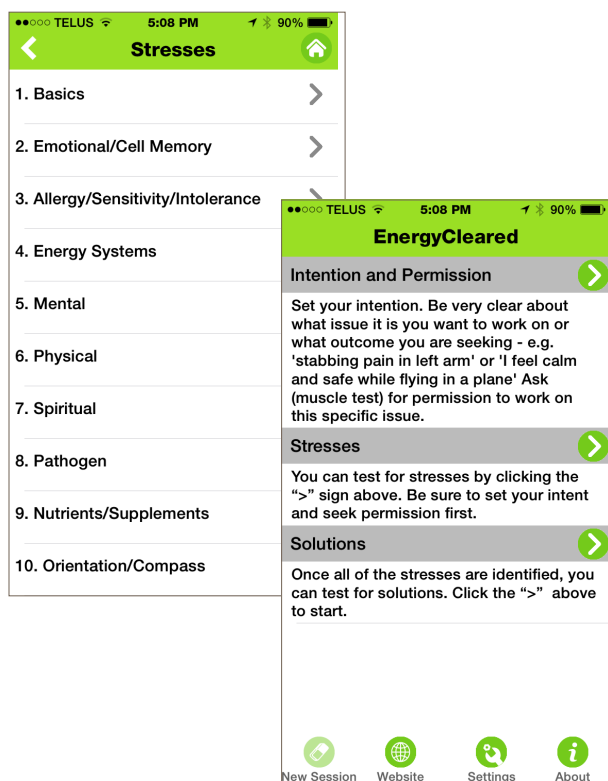 TELUS 5:08 PM 90%
Stresses
1. Basics
2. Emotional/Cell Memory
3. Allergy/Sensitivity/Intolerance
4. Energy Systems
5. Mental
6. Physical
7. Spiritual
8. Pathogen
9. Nutrients/Supplements
10. Orientation/Compass
TELUS 5:08 PM 90%
EnergyCleared
Intention and Permission
Set your intention. Be very clear about
what issue it is you want to work on or
what outcome you are seeking - e.g.
'stabbing pain in left arm' or 'I feel calm
and safe while flying in a plane' Ask
(muscle test) for permission to work on
this specific issue.
Stresses
You can test for stresses by clicking the
“>” sign above. Be sure to set your intent
and seek permission first.
Solutions
Once all of the stresses are identified, you
can test for solutions. Click the “>” above
to start.
New Session Website Settings About